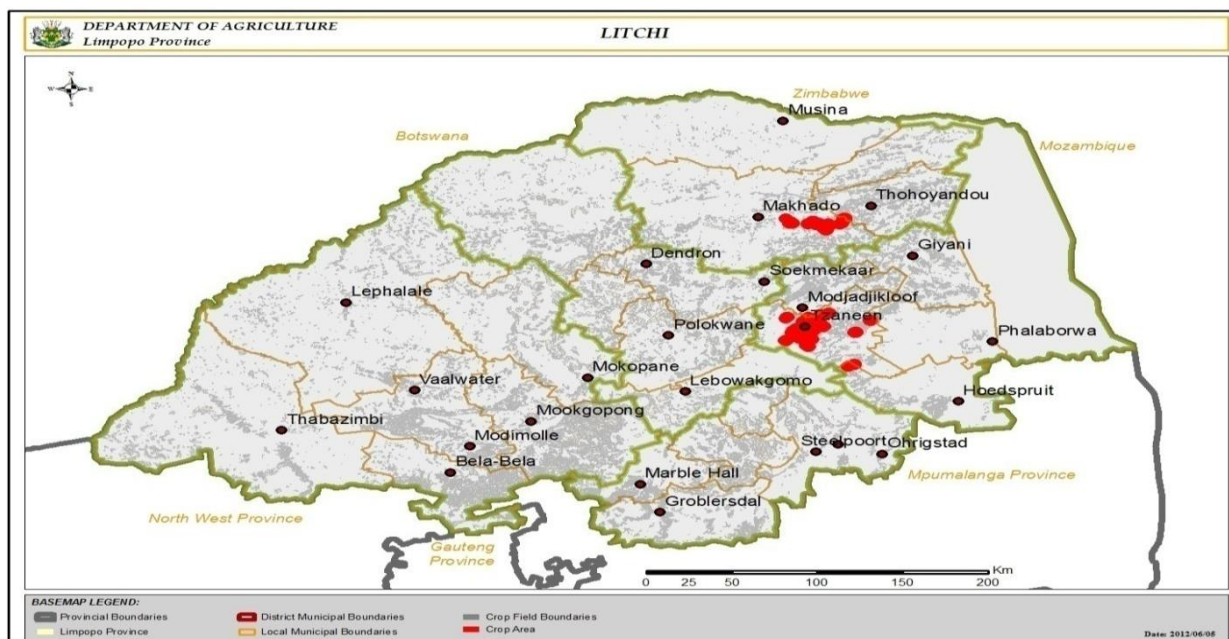 DEPARTMENT OF AGRICULTURE
Limpopo Province
LITCHI
N
W E
S
Zimbabwe
Musina
Botswana
Mozambique
Makhado
Thohoyandou
Giyani
Dendron
Soekmekaar
Lephalale
Modjadjikloof
Tzaneen
Polokwane
Phalaborwa
Mokopane
Vaalwater
Lebowakgomo
Hoedspruit
Mookgopong
Thabazimbi
Modimolle
Steelpoort
Ohrigstad
Bela-Bela
Marble Hall
Mpumalanga Province
Groblersdal
North West Province
Gauteng
Province
Km
0 25 50 100 150 200
BASEMAP LEGEND:
Provincial Boundaries
District Municipal Boundaries
Crop Field Boundaries
Limpopo Province
Local Municipal Boundaries
Crop Area
Date: 2012/06/05